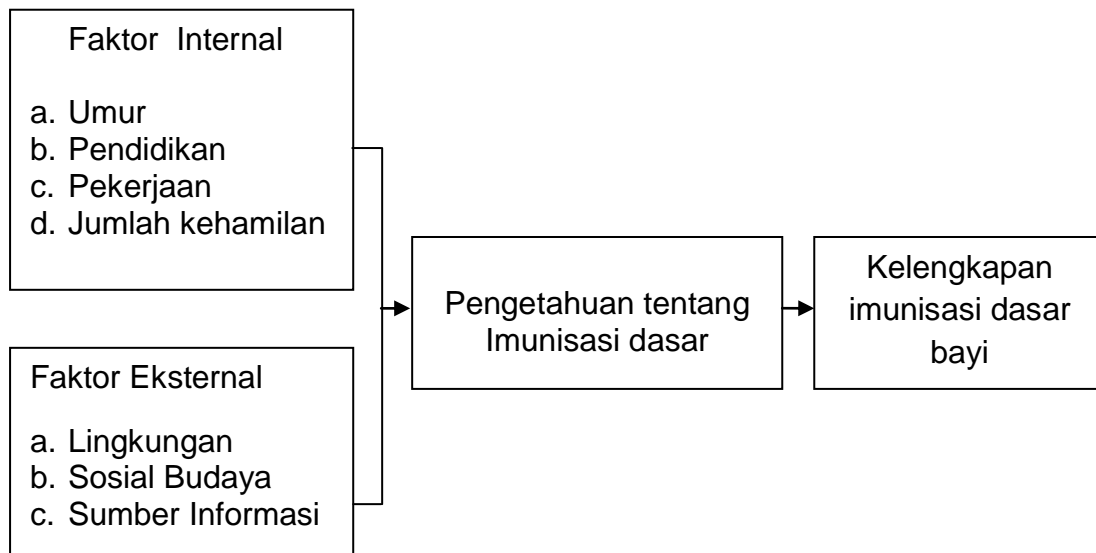 Faktor Internal
a. Umur
b. Pendidikan
c. Pekerjaan
d. Jumlah kehamilan
Faktor Eksternal
a. Lingkungan
b. Sosial Budaya
c. Sumber Informasi
Pengetahuan tentang
Imunisasi dasar
Kelengkapan
imunisasi dasar
bayi